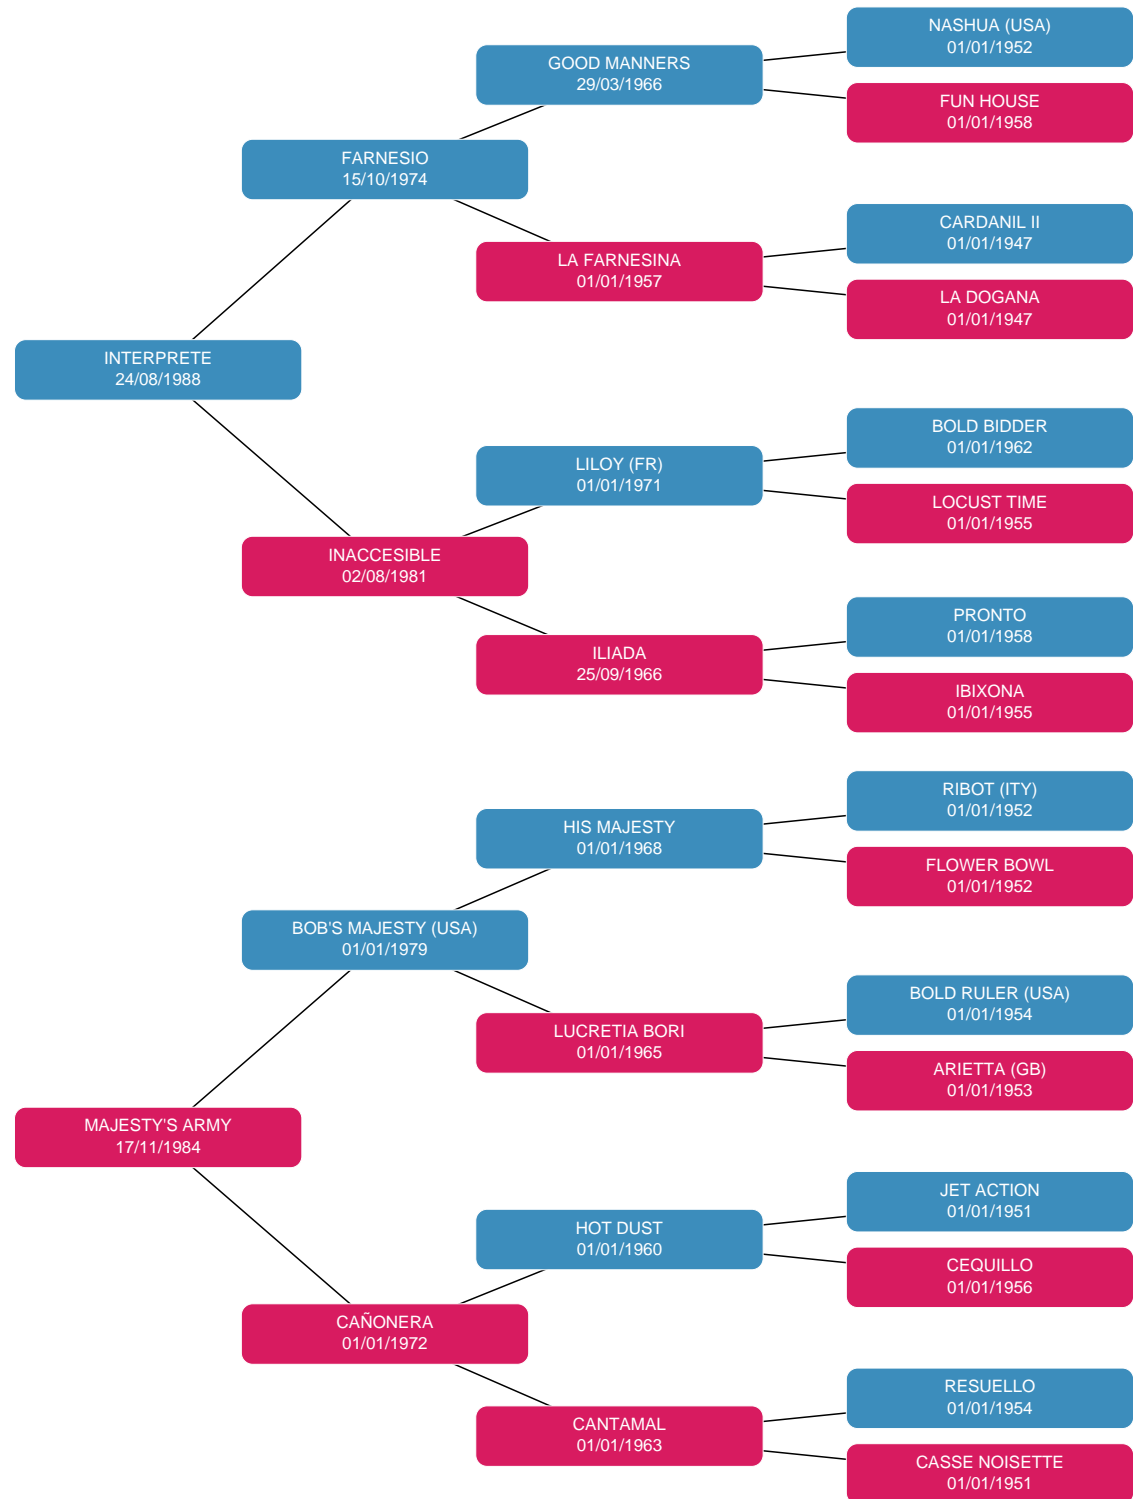 NASHUA (USA)
01/01/1952
GOOD MANNERS
29/03/1966
FUN HOUSE
01/01/1958
FARNESIO
15/10/1974
CARDANIL II
01/01/1947
LA FARNESINA
01/01/1957
LA DOGANA
01/01/1947
INTERPRETE
24/08/1988
BOLD BIDDER
01/01/1962
LILOY (FR)
01/01/1971
LOCUST TIME
01/01/1955
INACCESIBLE
02/08/1981
PRONTO
01/01/1958
ILIADA
25/09/1966
IBIXONA
01/01/1955
RIBOT (ITY)
01/01/1952
HIS MAJESTY
01/01/1968
FLOWER BOWL
01/01/1952
BOB'S MAJESTY (USA)
01/01/1979
BOLD RULER (USA)
01/01/1954
LUCRETIA BORI
01/01/1965
ARIETTA (GB)
01/01/1953
MAJESTY'S ARMY
17/11/1984
JET ACTION
01/01/1951
HOT DUST
01/01/1960
CEQUILLO
01/01/1956
CAÑONERA
01/01/1972
RESUELLO
01/01/1954
CANTAMAL
01/01/1963
CASSE NOISETTE
01/01/1951